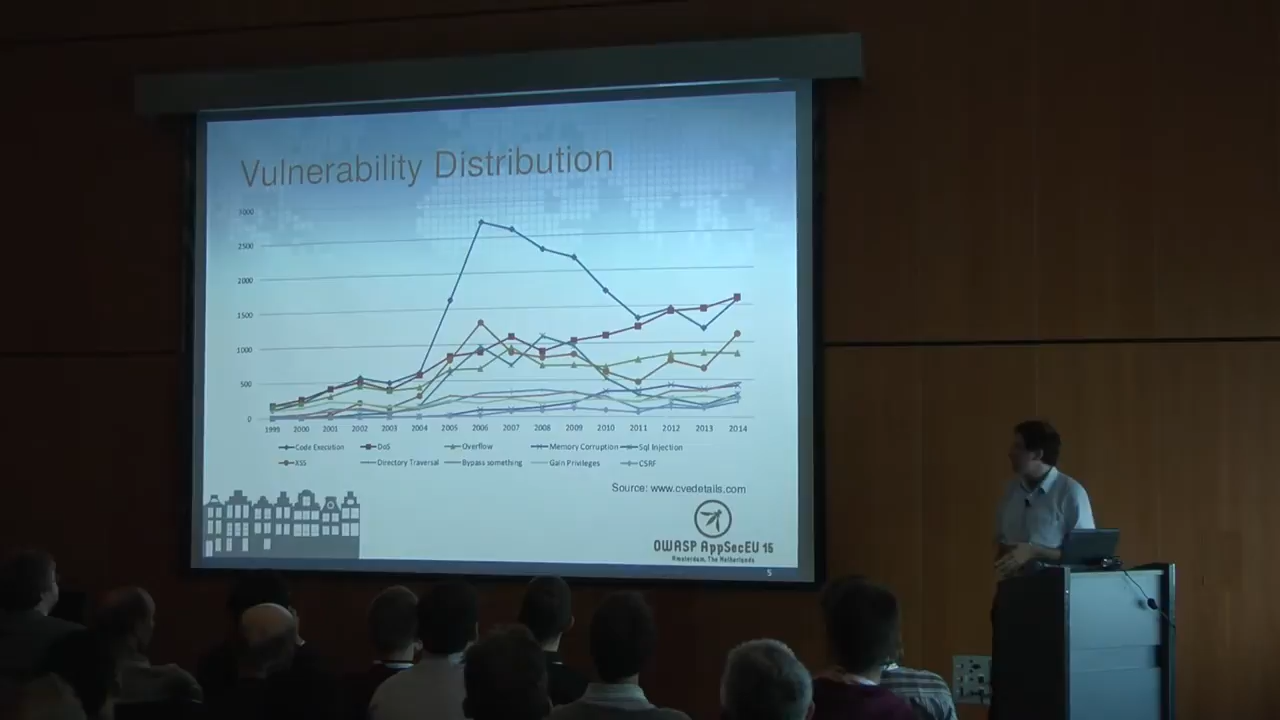 Vulnerability Distribution
3000
2500
2000
1500
1000
500
0
1999 2000 2001 2002 2003 2004 2005 2006 2007 2008 2009 2010 2011 2012 2013 2014
Code Execution DoS Overflow Memory Corruption Sql Injection
XSS Directory Traversal Bypass something Gain Privileges CSRF
Source: www.cvedetails.com
OWASP AppSecEU 15
Amsterdam, The Netherlands
5